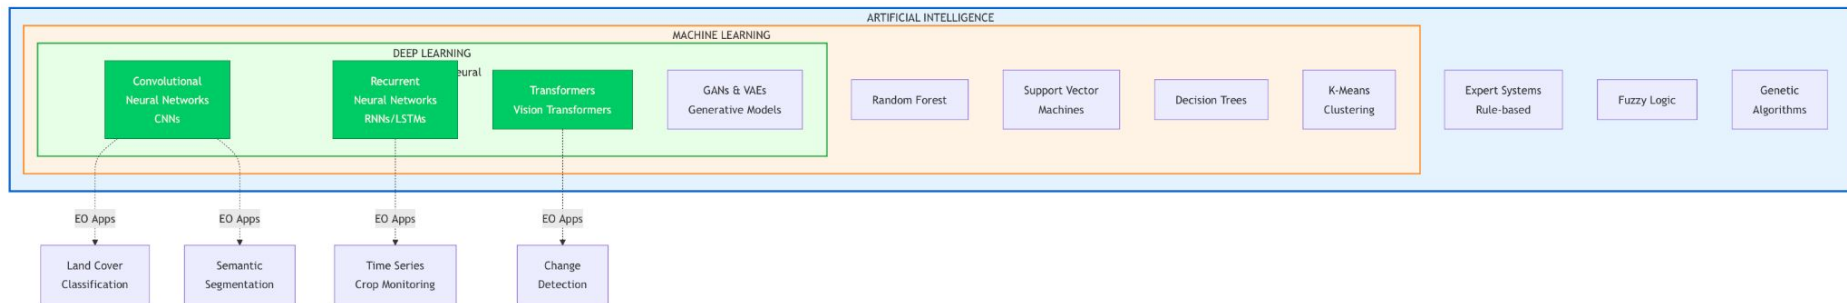 ARTIFICIAL INTELLIGENCE
MACHINE LEARNING
DEEP LEARNING
Convolutional
Neural Networks
CNNs
Recurrent
Neural Networks
RNNs/LSTMs
Transformers
Vision Transformers
GANs & VAEs
Generative Models
Random Forest
Support Vector
Machines
Decision Trees
K-Means
Clustering
Expert Systems
Rule-based
Fuzzy Logic
Genetic
Algorithms
EO Apps
EO Apps
EO Apps
EO Apps
Land Cover
Classification
Semantic
Segmentation
Time Series
Crop Monitoring
Change
Detection